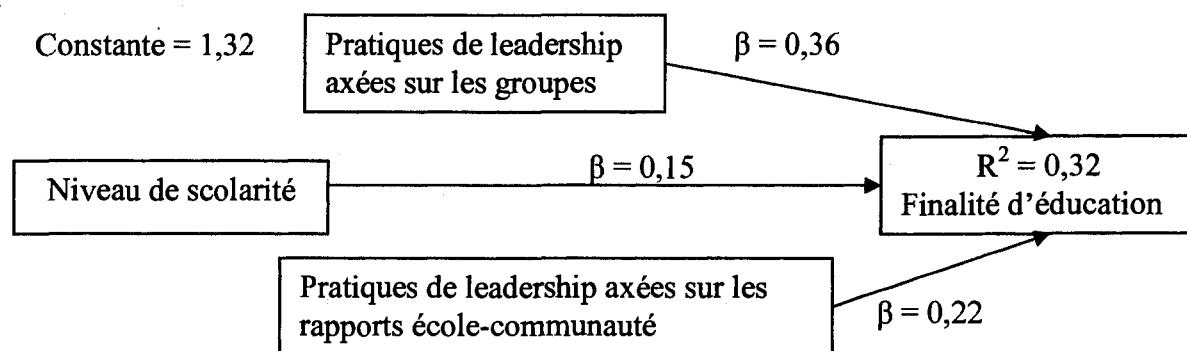 Constante = 1,32
Pratiques de leadership
axées sur les groupes
β = 0,36
Niveau de scolarité
β = 0,15
R² = 0,32
Finalité d'éducation
Pratiques de leadership axées sur les
rapports école-communauté
β = 0,22